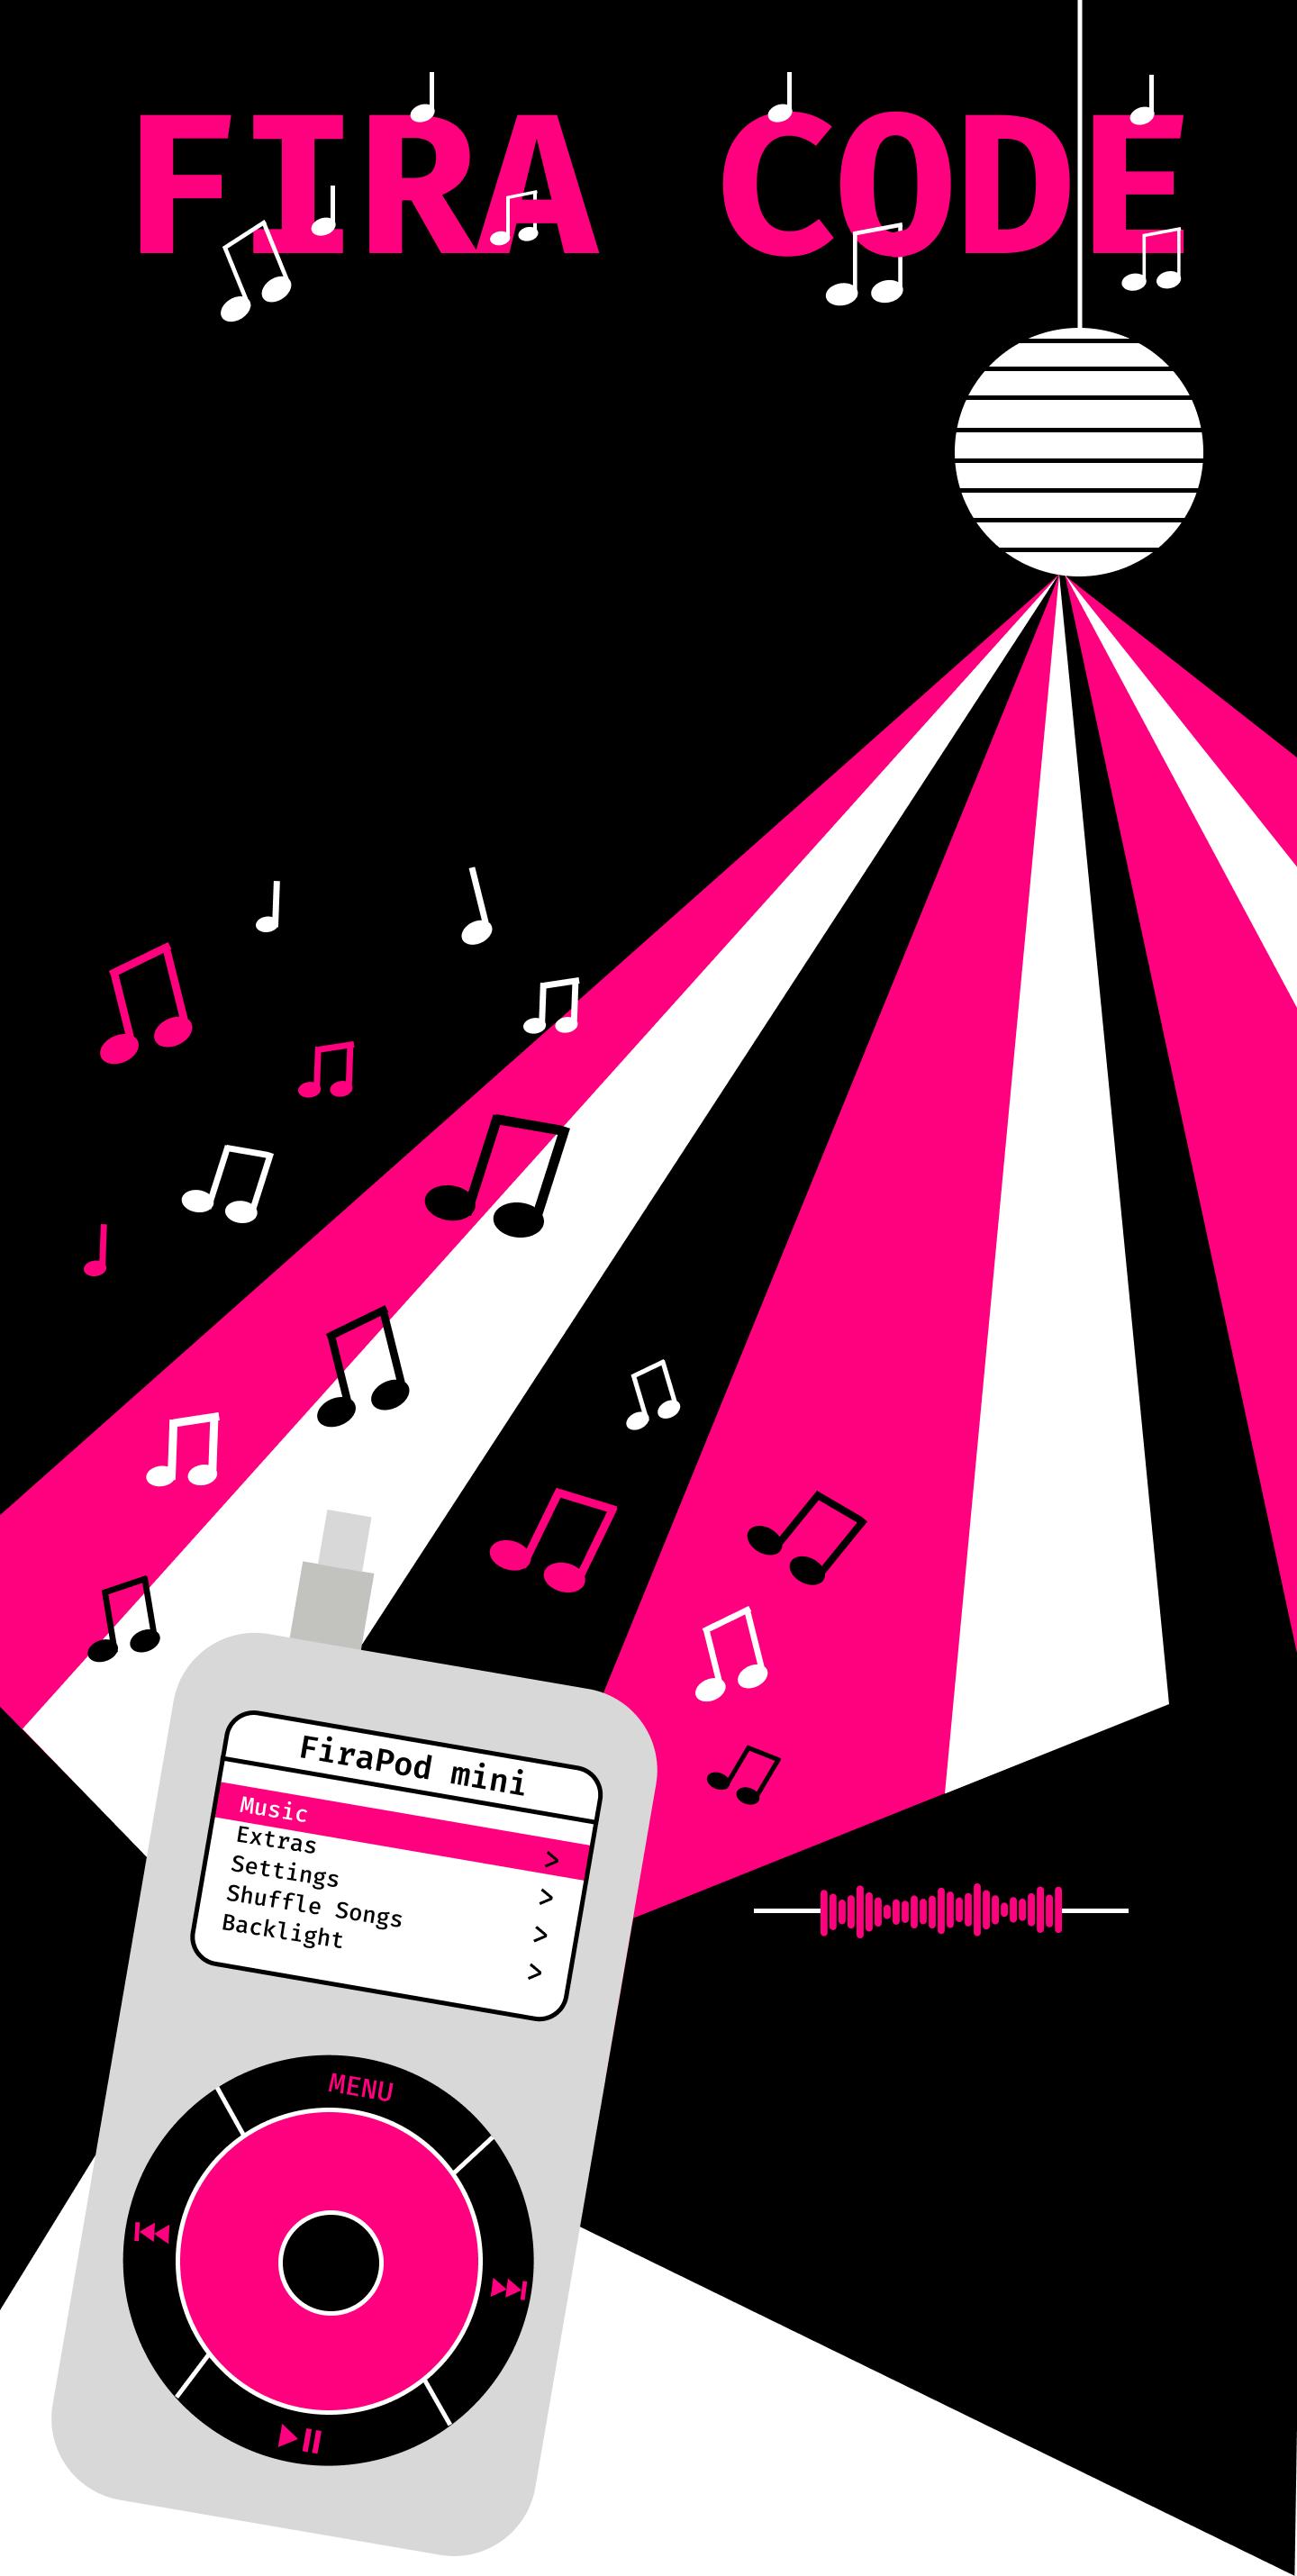 FIRA CODE
FiraPod mini
Music >
Extras >
Settings >
Shuffle Songs >
Backlight
MENU